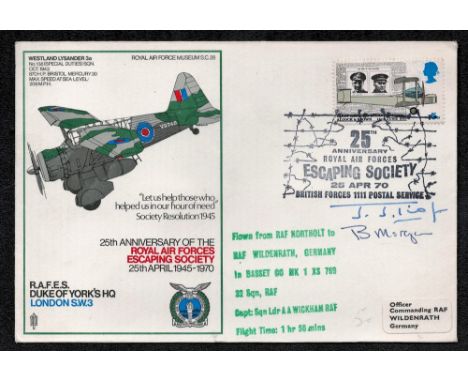 WESTLAND LYSANDER 3a
No.138 (SPECIAL DUTIES) SQN.
OCT 1942
870 H.P. BRISTOL MERCURY 30
MAX SPEED AT SEA LEVEL:
ROYAL AIR FORCE MUSEUM S.C.25
"Let us help those who
helped us in our hour of need"
Society Resolution 1945
25th ANNIVERSARY OF THE
ROYAL AIR FORCES
ESCAPING SOCIETY
25th APRIL 1945-1970
R.A.F.E.S.
DUKE OF YORK'S HQ
LONDON S.W.3
25TH
ANNIVERSARY
ROYAL AIR FORCES
ESCAPING SOCIETY
25 APR 70
BRITISH FORCES 1111 POSTAL SERVICE
B Morgan
Flown from RAF NORTHOLT to
RAF WILDENRATH, GERMANY
in BASSET CC MK 1 XS 769
32 Sqn, RAF
Capt: Sqn Ldr A A WICKHAM RAF
Flight Time: 1 hr 50 mins
Officer
Commanding RAF
WILDENRATH
Germany